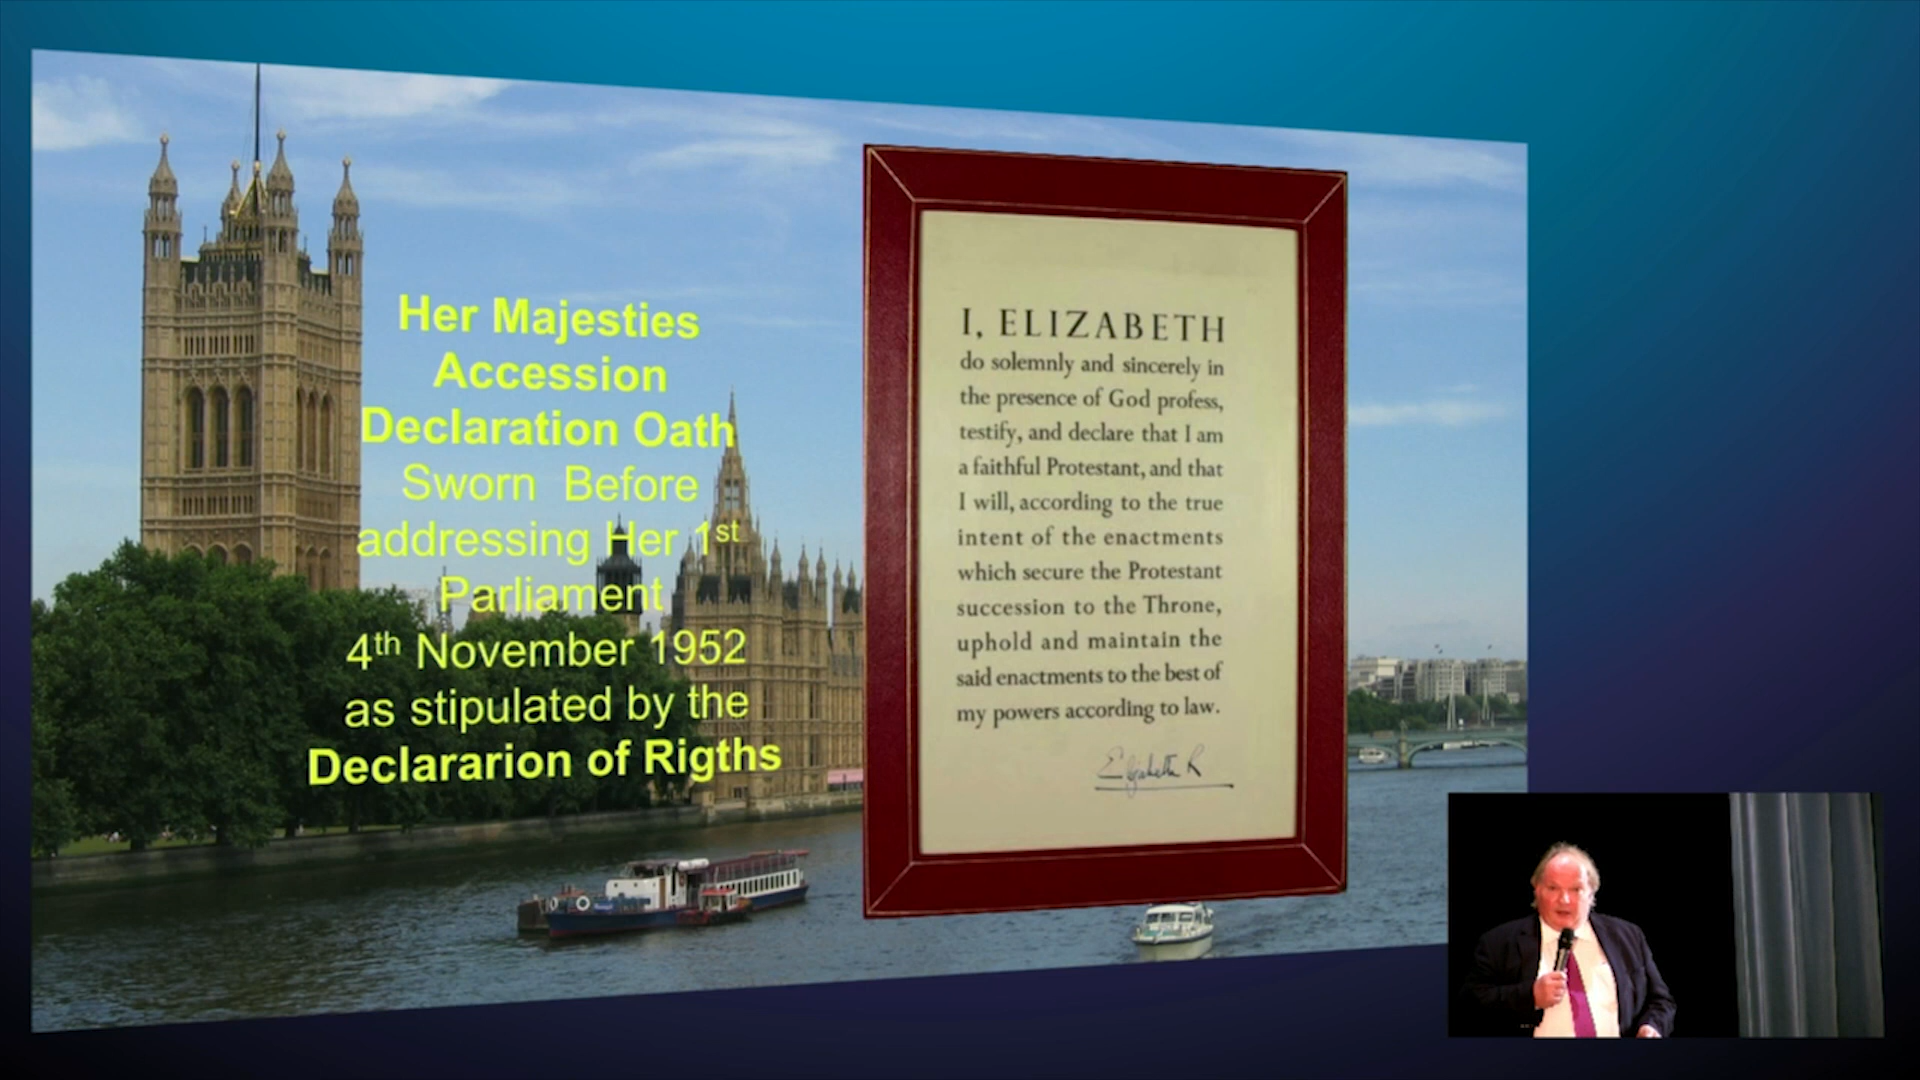 Her Majesties
Accession
Declaration Oath
Sworn Before
addressing Her 1st
Parliament
4th November 1952
as stipulated by the
Declararion of Rigths
I, ELIZABETH
do solemnly and sincerely in
the presence of God profess,
testify, and declare that I am
a faithful Protestant, and that
I will, according to the true
intent of the enactments
which secure the Protestant
succession to the Throne,
uphold and maintain the
said enactments to the best of
my powers according to law.
Elizabeth R